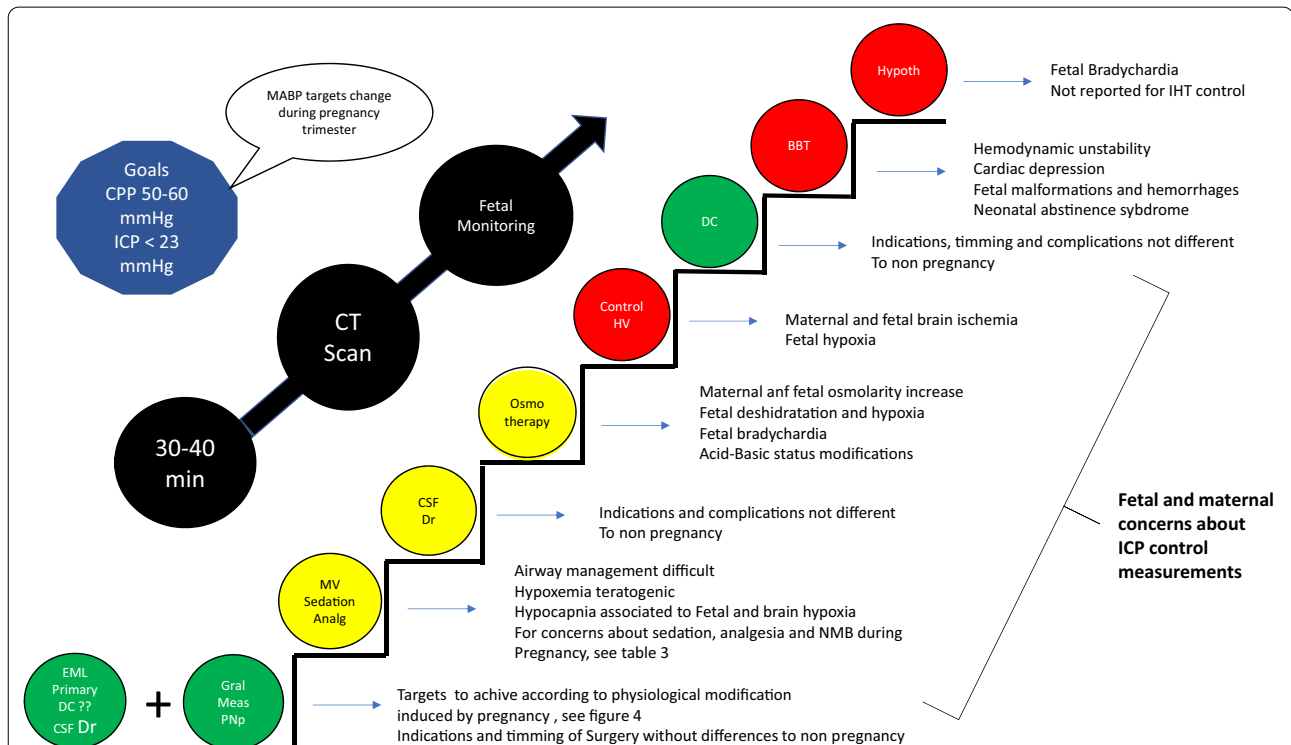 MABP targets change
during pregnancy
trimester
Goals
CPP 50-60
mmHg
ICP < 23
mmHg
Fetal
Monitoring
CT
Scan
30-40
min
Hypoth
Fetal Bradychardia
Not reported for IHT control
BBT
Hemodynamic unstability
Cardiac depression
Fetal malformations and hemorrhages
Neonatal abstinence sybdrome
DC
Indications, timming and complications not different
To non pregnancy
Control
HV
Maternal and fetal brain ischemia
Fetal hypoxia
Osmo
therapy
Maternal anf fetal osmolarity increase
Fetal deshidratation and hypoxia
Fetal bradychardia
Acid-Basic status modifications
CSF
Dr
Indications and complications not different
To non pregnancy
MV
Sedation
Analg
Airway management difficult
Hypoxemia teratogenic
Hypocapnia associated to Fetal and brain hypoxia
For concerns about sedation, analgesia and NMB during
Pregnancy, see table 3
EML
Primary
DC ??
CSF Dr
+
Gral
Meas
PNp
Targets to achive according to physiological modification
induced by pregnancy , see figure 4
Indications and timming of Surgery without differences to non pregnancy
Fetal and maternal
concerns about
ICP control
measurements